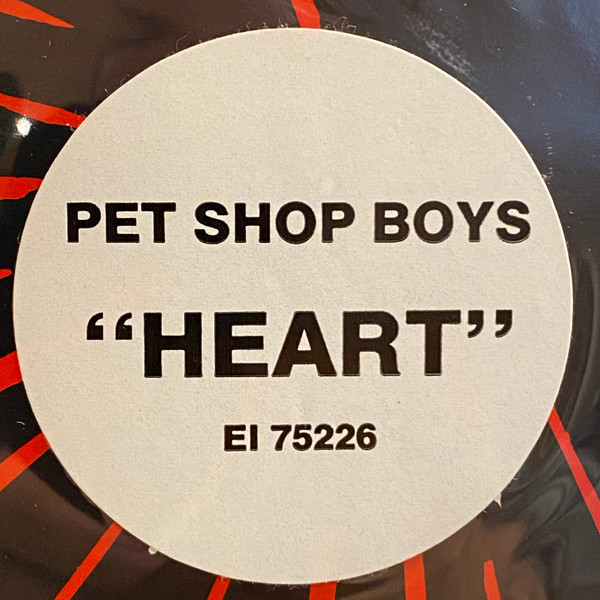 PET SHOP BOYS
“HEART”
EI 75226